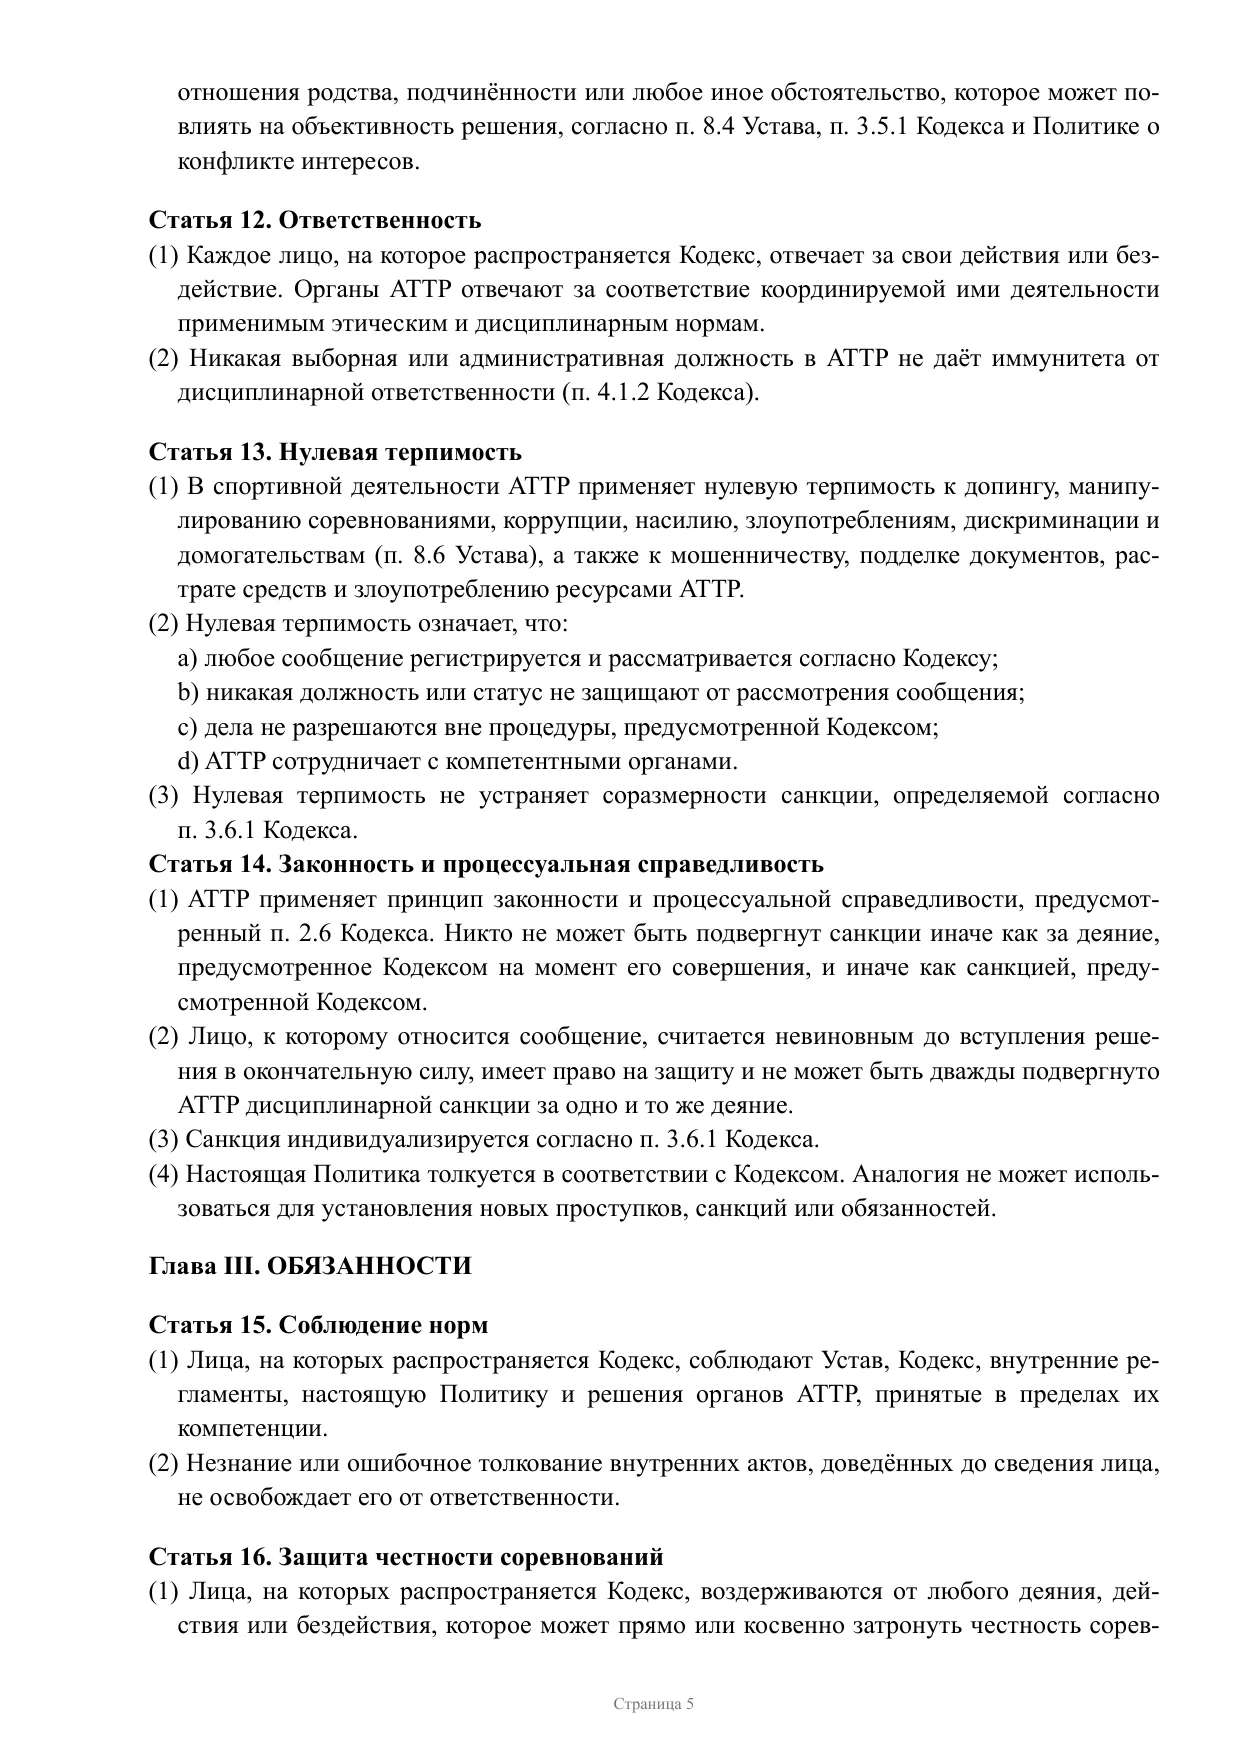 отношения родства, подчинённости или любое иное обстоятельство, которое может по-
влиять на объективность решения, согласно п. 8.4 Устава, п. 3.5.1 Кодекса и Политике о
конфликте интересов.
Статья 12. Ответственность
(1) Каждое лицо, на которое распространяется Кодекс, отвечает за свои действия или без-
действие. Органы АТТР отвечают за соответствие координируемой ими деятельности
применимым этическим и дисциплинарным нормам.
(2) Никакая выборная или административная должность в АТТР не даёт иммунитета от
дисциплинарной ответственности (п. 4.1.2 Кодекса).
Статья 13. Нулевая терпимость
(1) В спортивной деятельности АТТР применяет нулевую терпимость к допингу, манипу-
лированию соревнованиями, коррупции, насилию, злоупотреблениям, дискриминации и
домогательствам (п. 8.6 Устава), а также к мошенничеству, подделке документов, рас-
трате средств и злоупотреблению ресурсами АТТР.
(2) Нулевая терпимость означает, что:
a) любое сообщение регистрируется и рассматривается согласно Кодексу;
b) никакая должность или статус не защищают от рассмотрения сообщения;
c) дела не разрешаются вне процедуры, предусмотренной Кодексом;
d) АТТР сотрудничает с компетентными органами.
(3) Нулевая терпимость не устраняет соразмерности санкции, определяемой согласно
п. 3.6.1 Кодекса.
Статья 14. Законность и процессуальная справедливость
(1) АТТР применяет принцип законности и процессуальной справедливости, предусмот-
ренный п. 2.6 Кодекса. Никто не может быть подвергнут санкции иначе как за деяние,
предусмотренное Кодексом на момент его совершения, и иначе как санкцией, преду-
смотренной Кодексом.
(2) Лицо, к которому относится сообщение, считается невиновным до вступления реше-
ния в окончательную силу, имеет право на защиту и не может быть дважды подвергнуто
АТТР дисциплинарной санкции за одно и то же деяние.
(3) Санкция индивидуализируется согласно п. 3.6.1 Кодекса.
(4) Настоящая Политика толкуется в соответствии с Кодексом. Аналогия не может исполь-
зоваться для установления новых проступков, санкций или обязанностей.
Глава III. ОБЯЗАННОСТИ
Статья 15. Соблюдение норм
(1) Лица, на которых распространяется Кодекс, соблюдают Устав, Кодекс, внутренние ре-
гламенты, настоящую Политику и решения органов АТТР, принятые в пределах их
компетенции.
(2) Незнание или ошибочное толкование внутренних актов, доведённых до сведения лица,
не освобождает его от ответственности.
Статья 16. Защита честности соревнований
(1) Лица, на которых распространяется Кодекс, воздерживаются от любого деяния, дей-
ствия или бездействия, которое может прямо или косвенно затронуть честность сорев-
Страница 5